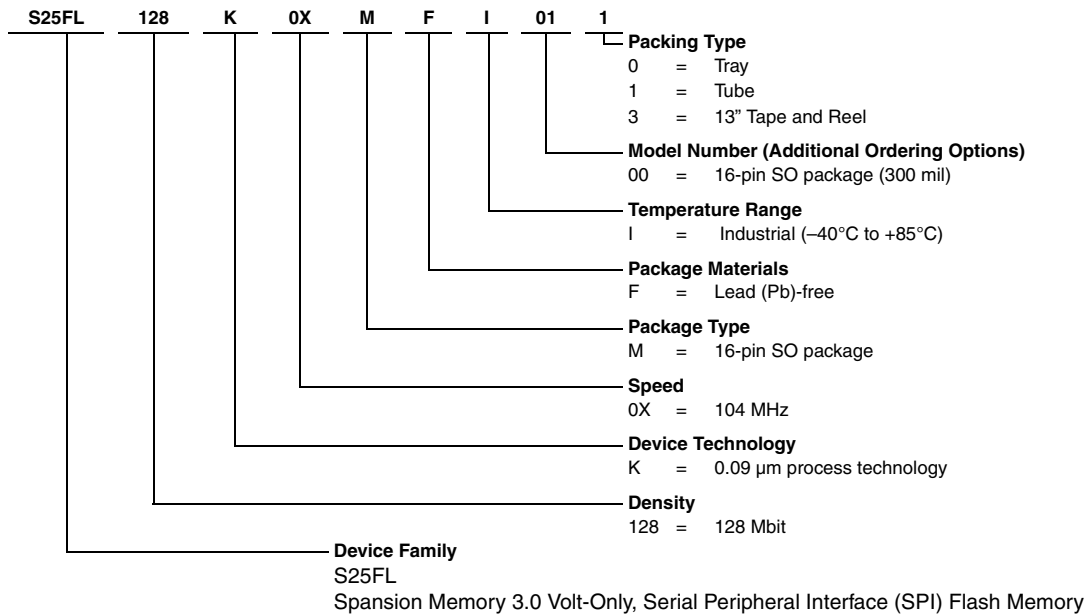 S25FL 128 K 0X M F I 01 1
Packing Type
0 = Tray
1 = Tube
3 = 13” Tape and Reel
Model Number (Additional Ordering Options)
00 = 16-pin SO package (300 mil)
Temperature Range
I = Industrial (–40°C to +85°C)
Package Materials
F = Lead (Pb)-free
Package Type
M = 16-pin SO package
Speed
0X = 104 MHz
Device Technology
K = 0.09 µm process technology
Density
128 = 128 Mbit
Device Family
S25FL
Spansion Memory 3.0 Volt-Only, Serial Peripheral Interface (SPI) Flash Memory